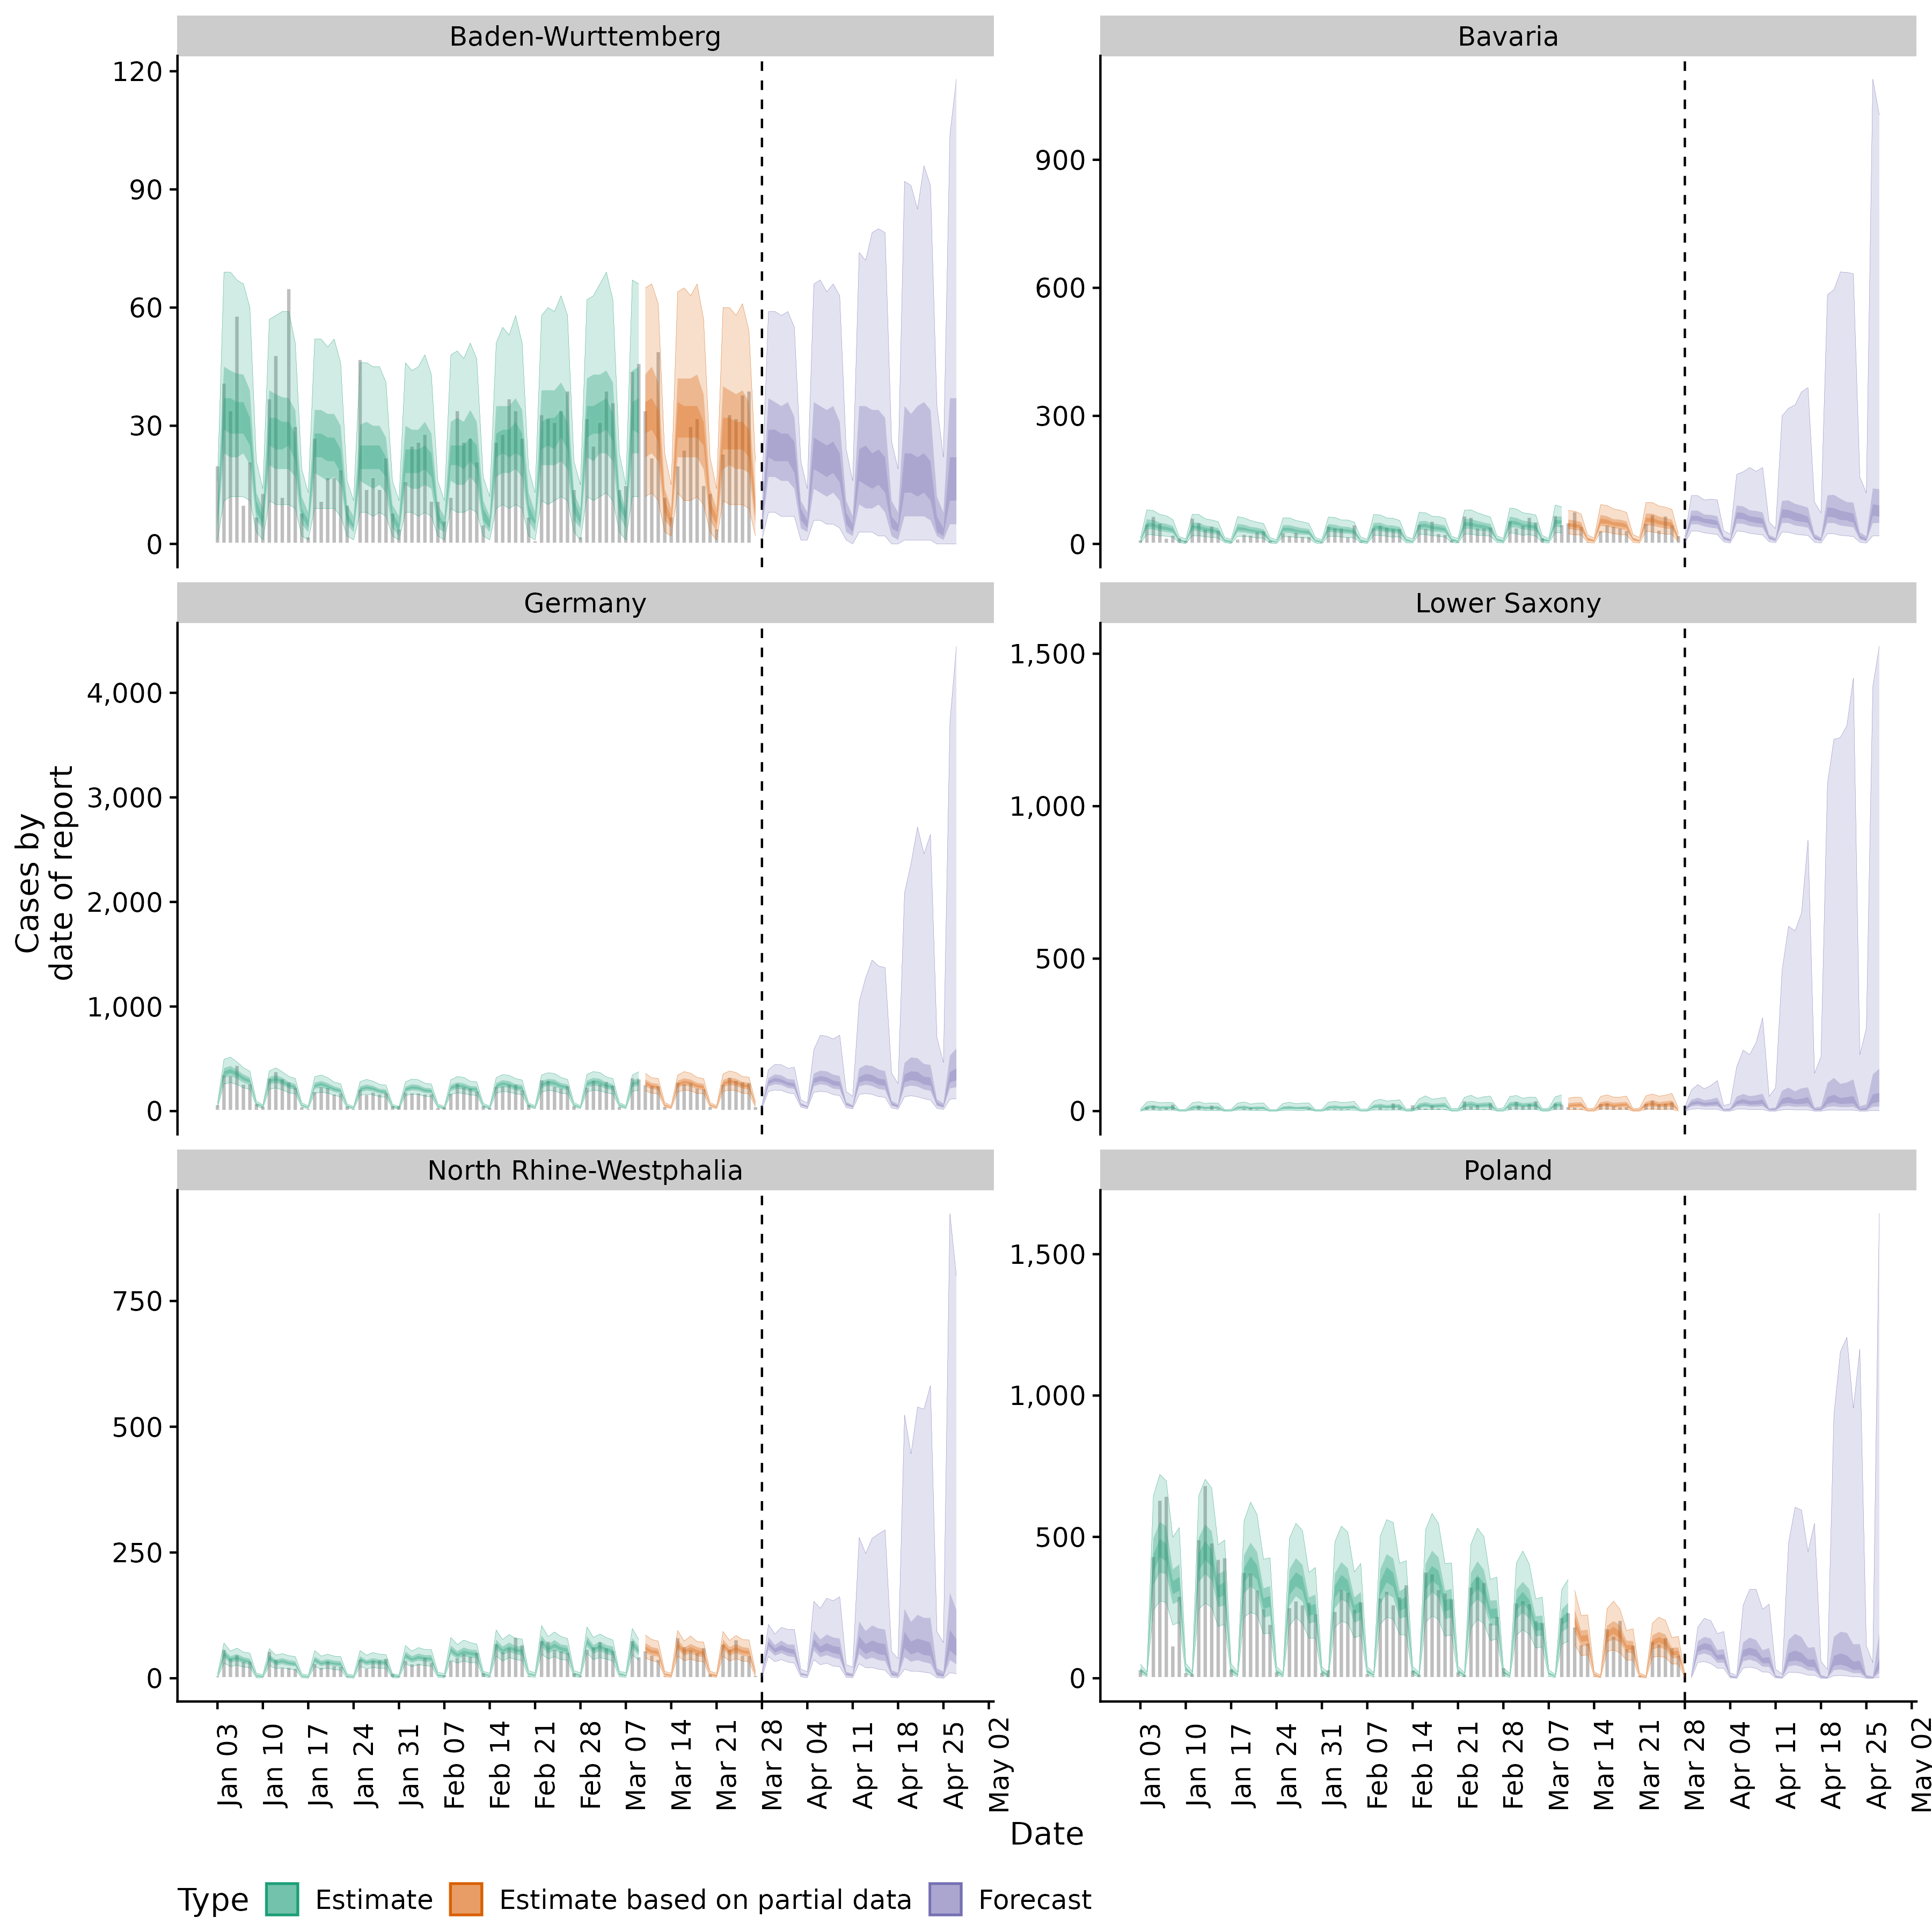 Baden-Wurttemberg
Bavaria
120
90
60
30
0
900
600
300
0
Germany
Lower Saxony
4,000
3,000
2,000
1,000
0
1,500
1,000
500
0
Cases by
date of report
North Rhine-Westphalia
Poland
750
500
250
0
1,500
1,000
500
0
Jan 03
Jan 10
Jan 17
Jan 24
Jan 31
Feb 07
Feb 14
Feb 21
Feb 28
Mar 07
Mar 14
Mar 21
Mar 28
Apr 04
Apr 11
Apr 18
Apr 25
May 02
Jan 03
Jan 10
Jan 17
Jan 24
Jan 31
Feb 07
Feb 14
Feb 21
Feb 28
Mar 07
Mar 14
Mar 21
Mar 28
Apr 04
Apr 11
Apr 18
Apr 25
May 02
Date
Type Estimate Estimate based on partial data Forecast